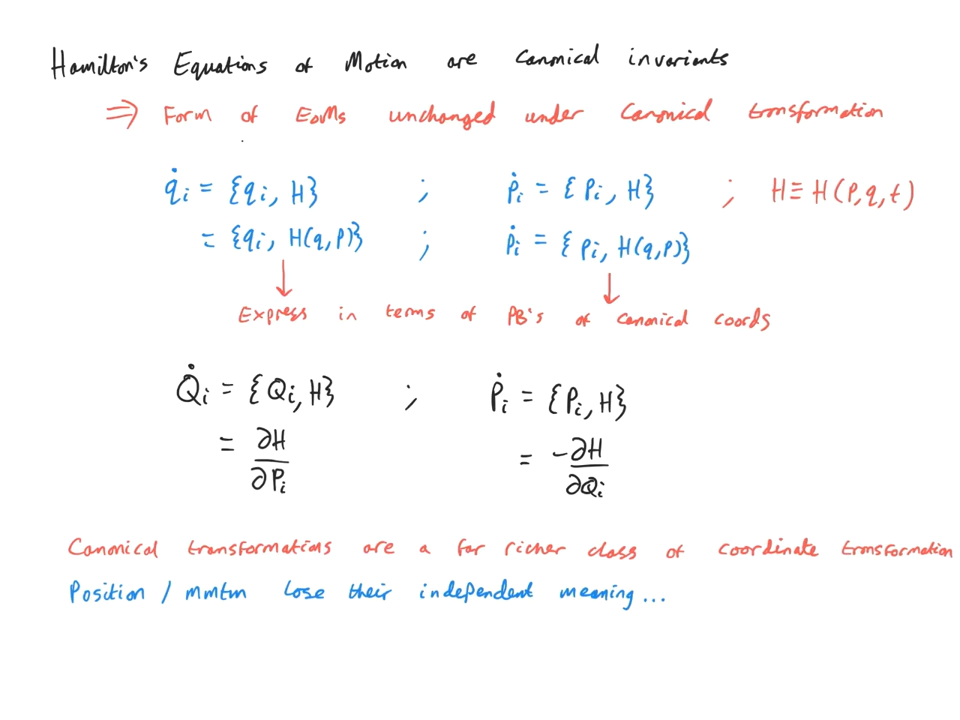 Hamilton's Equations of Motion are Canonical invariants
⇒ Form of EoMs unchanged under Canonical transformation
q̇i = {qi, H} ; ṗi = {Pi, H} ; H ≡ H(P,q,t)
= {qi, H(q,p)} ; ṗi = {Pi, H(q,p)}
↓ ↓
Express in terms of PB's of canonical coords
Q̇i = {Qi, H} ; Ṗi = {Pi, H}
= ∂H/∂Pi = -∂H/∂Qi
Canonical transformations are a far richer class of coordinate transformation
Position / mmtm lose their independent meaning...